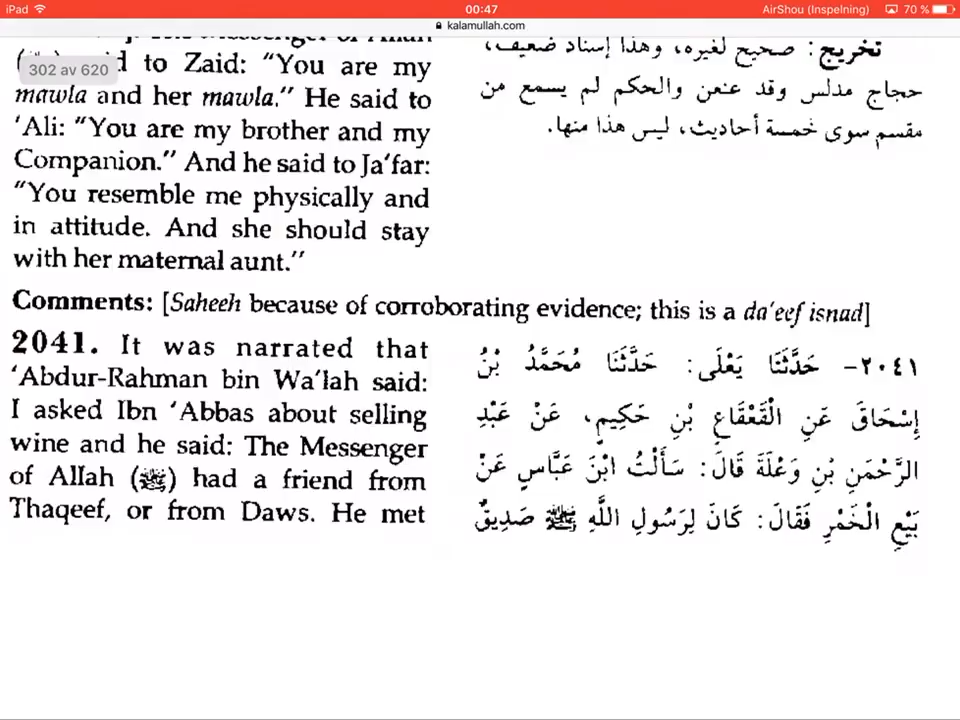 iPad
00:47
AirShou (Inspelning)
70 %
kalamullah.com
302 av 620
to Zaid: “You are my
mawla and her mawla.” He said to
‘Ali: “You are my brother and my
Companion.” And he said to Ja‘far:
“You resemble me physically and
in attitude. And she should stay
with her maternal aunt.”
تخريج: صحيح لغيره، وهذا إسناد ضعيف،
حجاج مدلس وقد عنعن والحكم لم يسمع من
مقسم سوى خمسة أحاديث، ليس هذا منها.
Comments: [Saheeh because of corroborating evidence; this is a da‘eef isnad]
2041. It was narrated that
‘Abdur-Rahman bin Wa‘lah said:
I asked Ibn ‘Abbas about selling
wine and he said: The Messenger
of Allah (ﷺ) had a friend from
Thaqeef, or from Daws. He met
٢٠٤١- حَدَّثَنَا يَعْلَى: حَدَّثَنَا مُحَمَّدُ بْنُ
إِسْحَاقَ عَنِ الْقَعْقَاعِ بْنِ حَكِيمٍ، عَنْ عَبْدِ
الرَّحْمَنِ بْنِ وَعْلَةَ قَالَ: سَأَلْتُ ابْنَ عَبَّاسٍ عَنْ
بَيْعِ الْخَمْرِ فَقَالَ: كَانَ لِرَسُولِ اللَّهِ ﷺ صَدِيقٌ